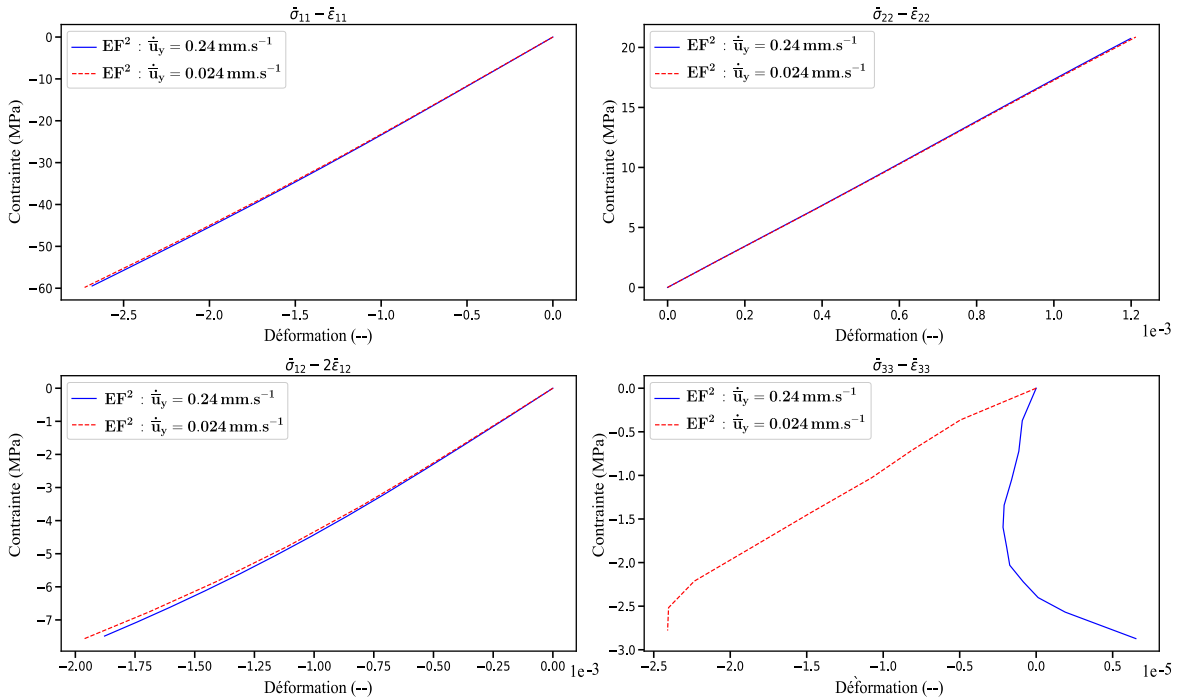 σ̄₁₁ − ε̄₁₁
EF² : u̇̄_y = 0.24 mm.s⁻¹
EF² : u̇̄_y = 0.024 mm.s⁻¹
Contrainte (MPa)
0
−10
−20
−30
−40
−50
−60
−2.5 −2.0 −1.5 −1.0 −0.5 0.0
Déformation (--)
σ̄₂₂ − ε̄₂₂
EF² : u̇̄_y = 0.24 mm.s⁻¹
EF² : u̇̄_y = 0.024 mm.s⁻¹
Contrainte (MPa)
20
15
10
5
0
0.0 0.2 0.4 0.6 0.8 1.0 1.2
1e−3
Déformation (--)
σ̄₁₂ − 2ε̄₁₂
EF² : u̇̄_y = 0.24 mm.s⁻¹
EF² : u̇̄_y = 0.024 mm.s⁻¹
Contrainte (MPa)
0
−1
−2
−3
−4
−5
−6
−7
−2.00 −1.75 −1.50 −1.25 −1.00 −0.75 −0.50 −0.25 0.00
1e−3
Déformation (--)
σ̄₃₃ − ε̄₃₃
EF² : u̇̄_y = 0.24 mm.s⁻¹
EF² : u̇̄_y = 0.024 mm.s⁻¹
Contrainte (MPa)
0.0
−0.5
−1.0
−1.5
−2.0
−2.5
−3.0
−2.5 −2.0 −1.5 −1.0 −0.5 0.0 0.5
1e−5
Déformation (--)